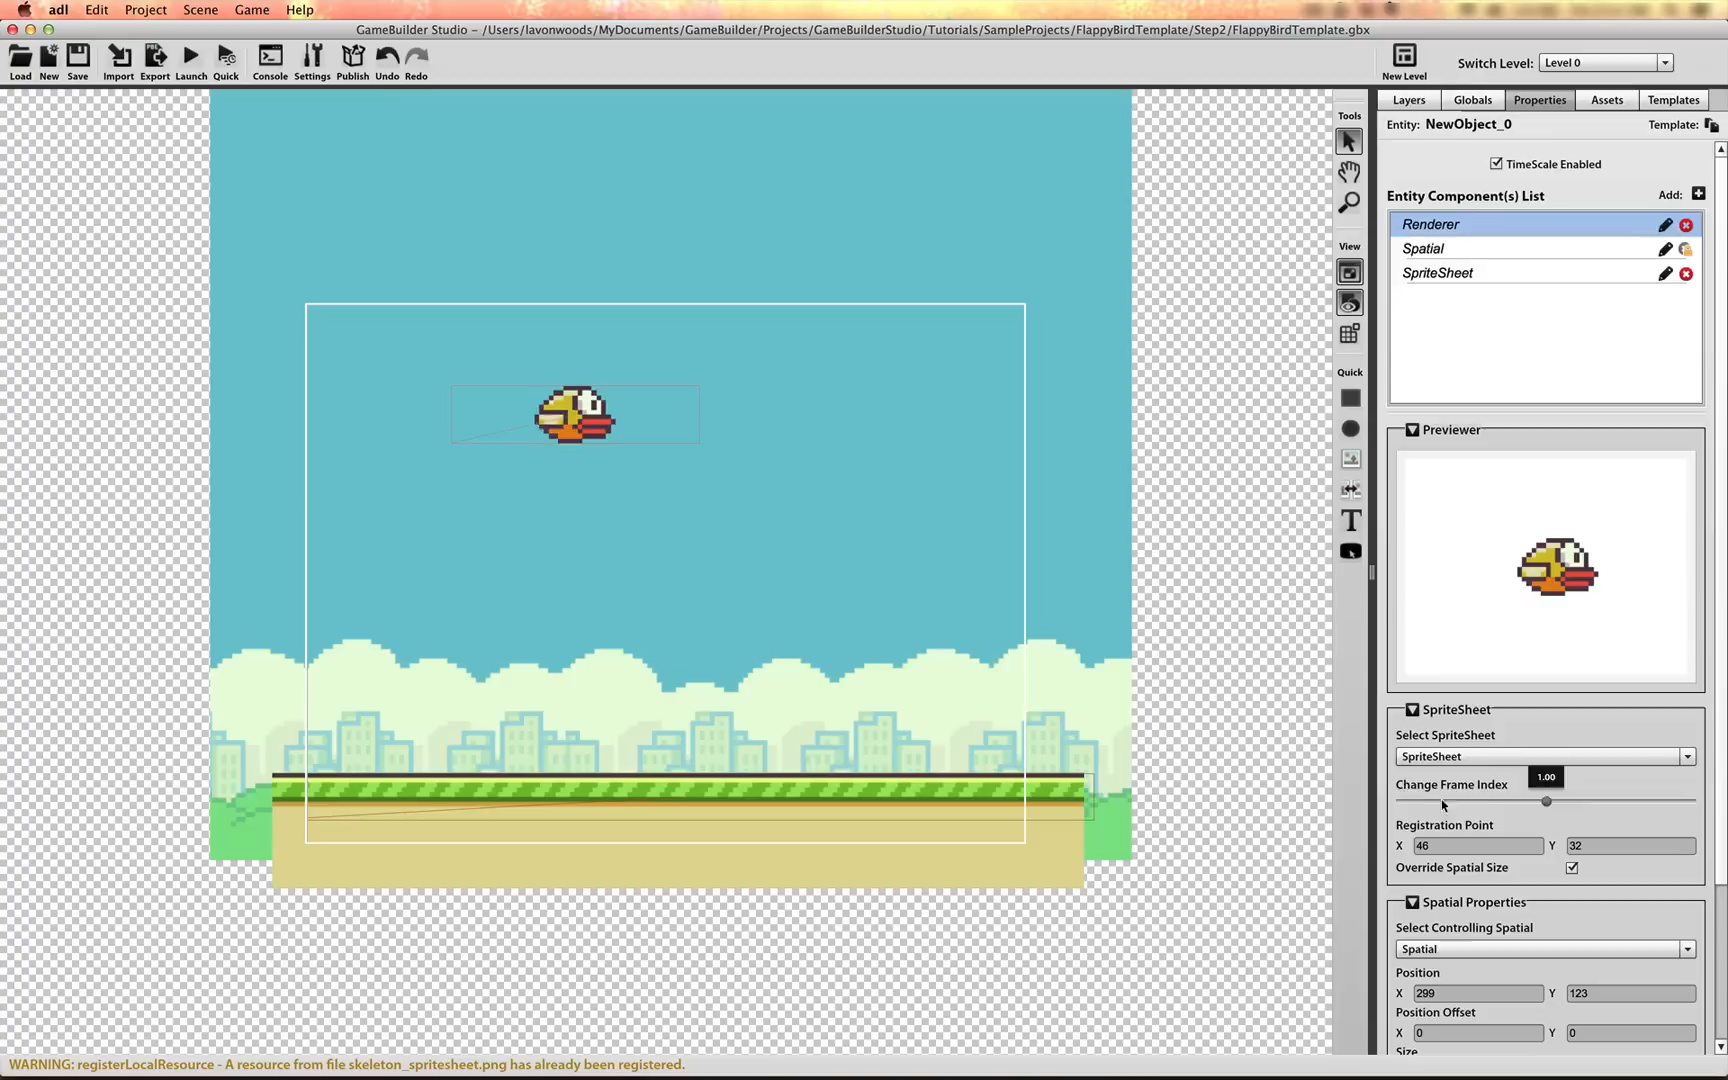 adl Edit Project Scene Game Help
GameBuilder Studio - /Users/lavonwoods/MyDocuments/GameBuilder/Projects/GameBuilderStudio/Tutorials/SampleProjects/FlappyBirdTemplate/Step2/FlappyBirdTemplate.gbx
Load New Save Import Export Launch Quick Console Settings Publish Undo Redo
New Level
Switch Level: Level 0
Tools
View
Quick
T
Layers Globals Properties Assets Templates
Entity: NewObject_0 Template:
TimeScale Enabled
Entity Component(s) List Add:
Renderer
Spatial
SpriteSheet
Previewer
SpriteSheet
Select SpriteSheet
SpriteSheet
Change Frame Index 1.00
Registration Point
X 46 Y 32
Override Spatial Size
Spatial Properties
Select Controlling Spatial
Spatial
Position
X 299 Y 123
Position Offset
X 0 Y 0
Size
WARNING: registerLocalResource - A resource from file skeleton_spritesheet.png has already been registered.